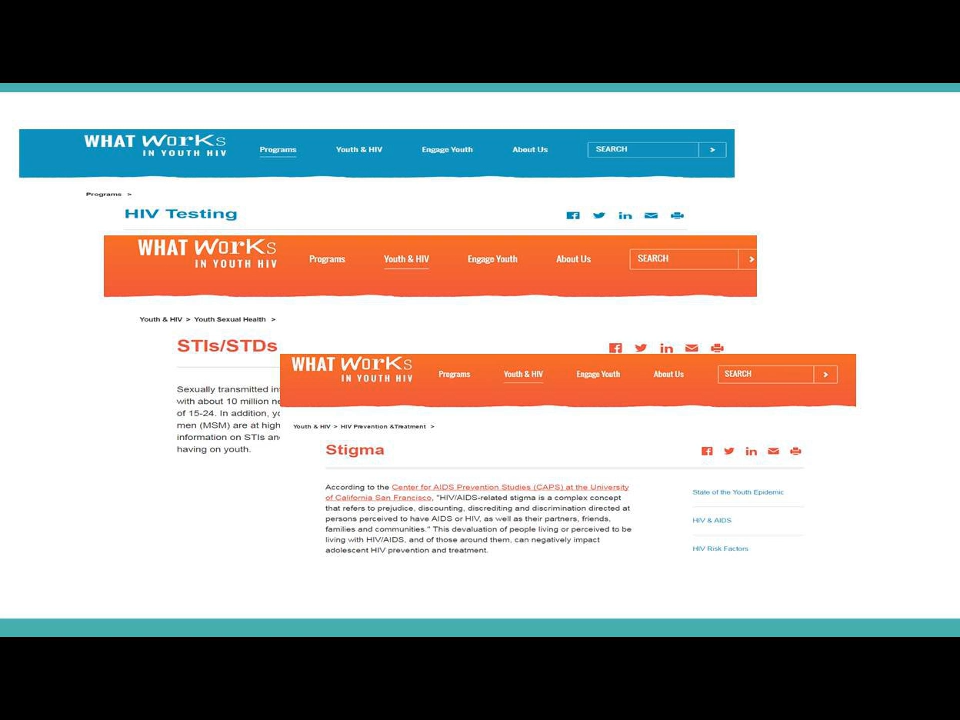 WHAT WorKs
IN YOUTH HIV
Programs Youth & HIV Engage Youth About Us SEARCH >
Programs >
HIV Testing
WHAT WorKs
IN YOUTH HIV
Programs Youth & HIV Engage Youth About Us SEARCH >
Youth & HIV > Youth Sexual Health >
STIs/STDs
Sexually transmitted in
with about 10 million ne
of 15-24. In addition, yo
men (MSM) are at high
information on STIs and
having on youth.
WHAT WorKs
IN YOUTH HIV
Programs Youth & HIV Engage Youth About Us SEARCH >
Youth & HIV > HIV Prevention &Treatment >
Stigma
According to the Center for AIDS Prevention Studies (CAPS) at the University
of California San Francisco, "HIV/AIDS-related stigma is a complex concept
that refers to prejudice, discounting, discrediting and discrimination directed at
persons perceived to have AIDS or HIV, as well as their partners, friends,
families and communities." This devaluation of people living or perceived to be
living with HIV/AIDS, and of those around them, can negatively impact
adolescent HIV prevention and treatment.
State of the Youth Epidemic
HIV & AIDS
HIV Risk Factors